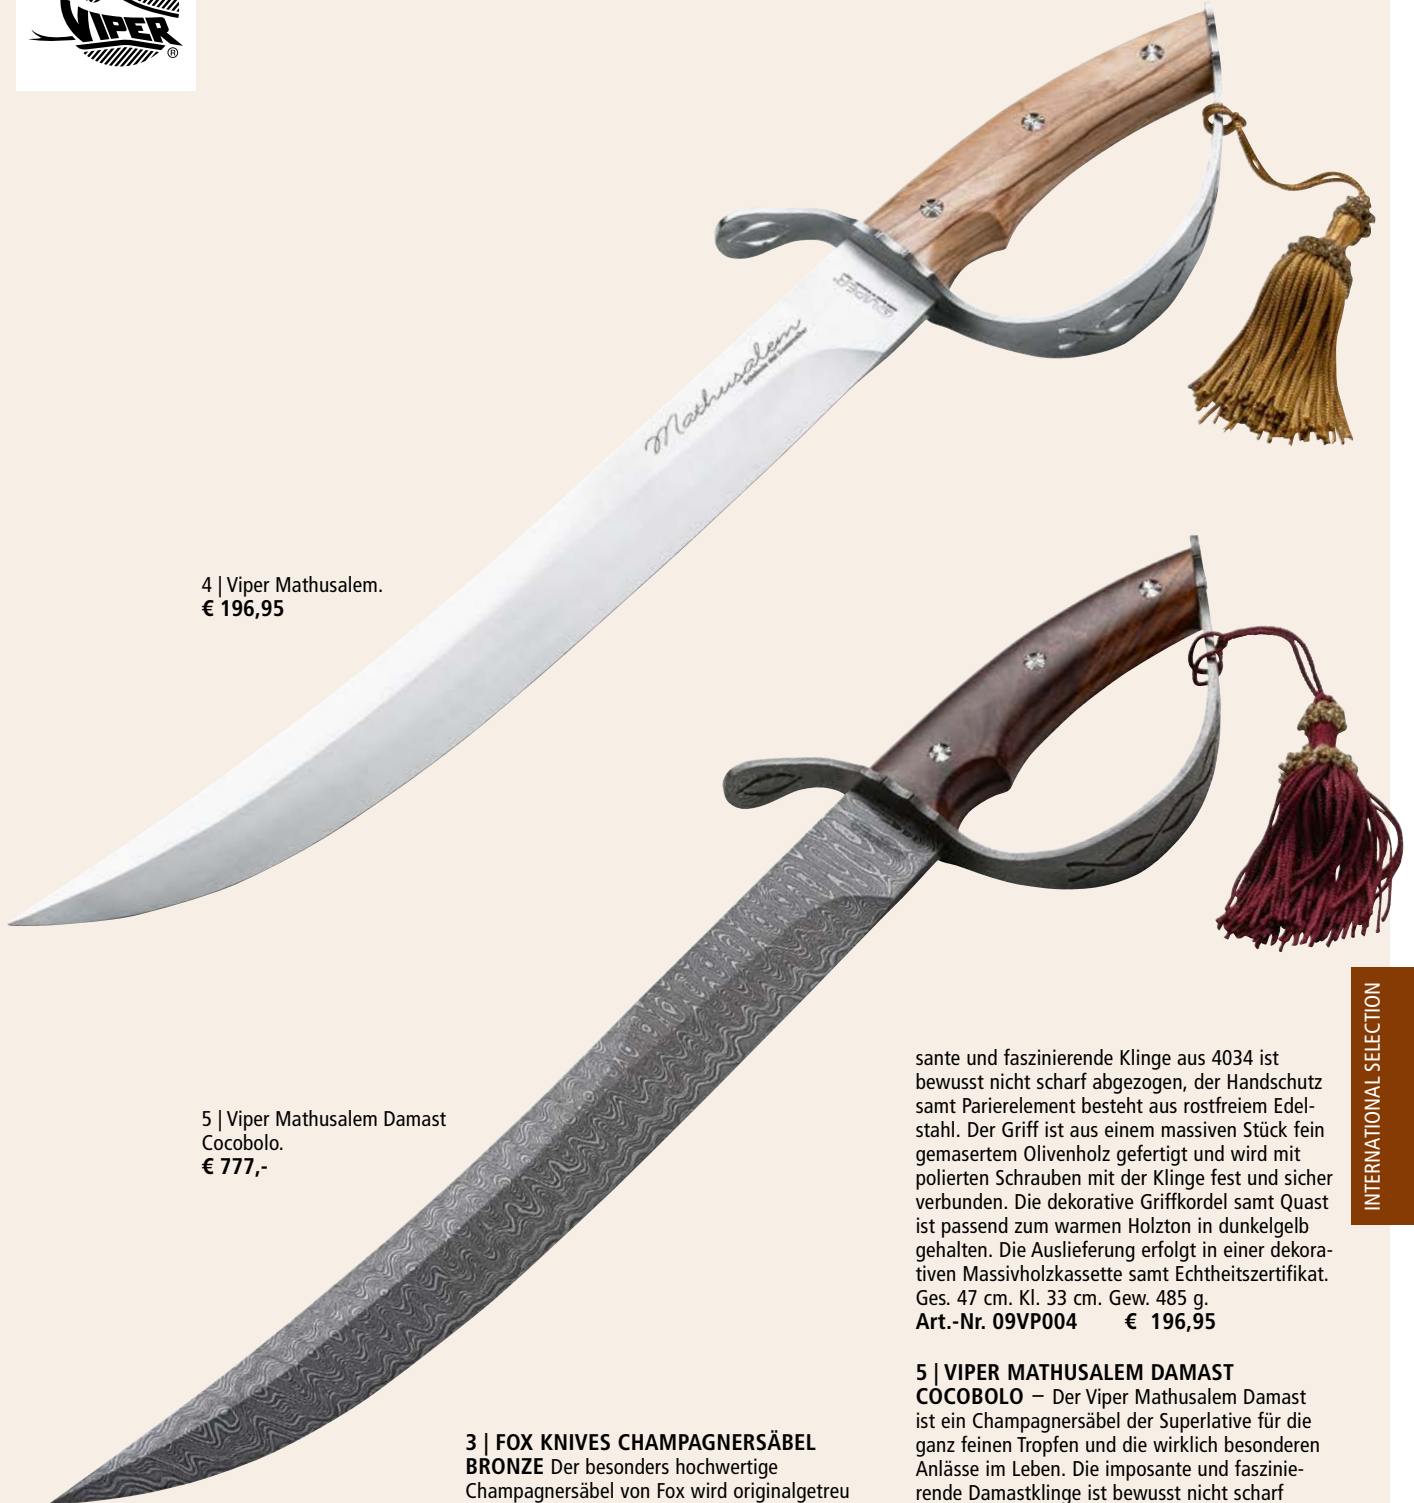 VIPER ®
Mathusalem
4 | Viper Mathusalem.
€ 196,95
5 | Viper Mathusalem Damast
Cocobolo.
€ 777,-
3 | FOX KNIVES CHAMPAGNERSÄBEL
BRONZE Der besonders hochwertige
Champagnersäbel von Fox wird originalgetreu
sante und faszinierende Klinge aus 4034 ist
bewusst nicht scharf abgezogen, der Handschutz
samt Parierelement besteht aus rostfreiem Edel-
stahl. Der Griff ist aus einem massiven Stück fein
gemasertem Olivenholz gefertigt und wird mit
polierten Schrauben mit der Klinge fest und sicher
verbunden. Die dekorative Griffkordel samt Quast
ist passend zum warmen Holzton in dunkelgelb
gehalten. Die Auslieferung erfolgt in einer dekora-
tiven Massivholzkassette samt Echtheitszertifikat.
Ges. 47 cm. Kl. 33 cm. Gew. 485 g.
Art.-Nr. 09VP004 € 196,95
5 | VIPER MATHUSALEM DAMAST
COCOBOLO – Der Viper Mathusalem Damast
ist ein Champagnersäbel der Superlative für die
ganz feinen Tropfen und die wirklich besonderen
Anlässe im Leben. Die imposante und faszinie-
rende Damastklinge ist bewusst nicht scharf
INTERNATIONAL SELECTION